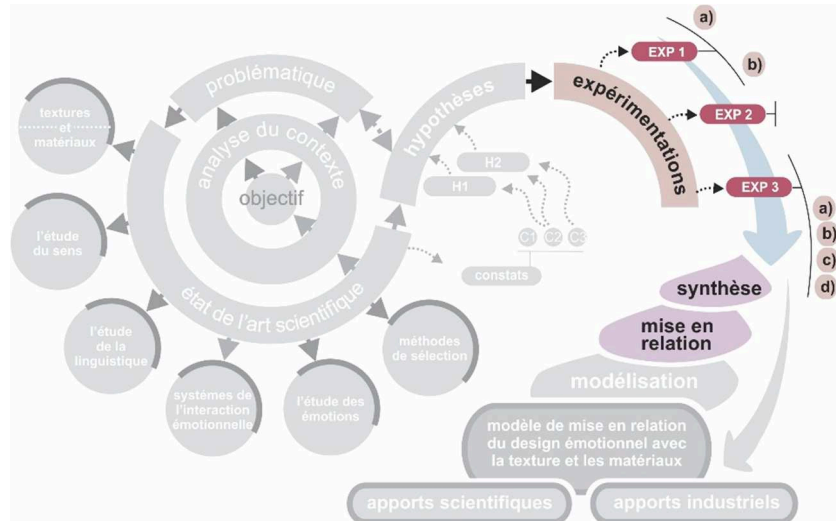 problématique
analyse du contexte
objectif
état de l'art scientifique
textures
et
matériaux
l'étude
du sens
l'étude
de la
linguistique
systèmes de
l'interaction
émotionnelle
l'étude des
émotions
méthodes
de sélection
hypothèses
H2
H1
C1 C2 C3
constats
expérimentations
EXP 1
a)
b)
EXP 2
EXP 3
a)
b)
c)
d)
synthèse
mise en
relation
modélisation
modèle de mise en relation
du design émotionnel avec
la texture et les matériaux
apports scientifiques
apports industriels